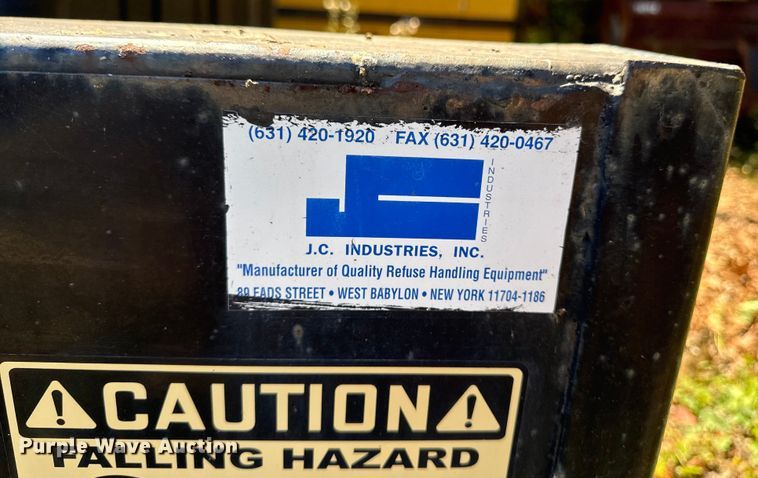 (631) 420-1920 FAX (631) 420-0467
JC
INDUSTRIES
J.C. INDUSTRIES, INC.
"Manufacturer of Quality Refuse Handling Equipment"
89 EADS STREET • WEST BABYLON • NEW YORK 11704-1186
CAUTION
FALLING HAZARD
Purple Wave Auction